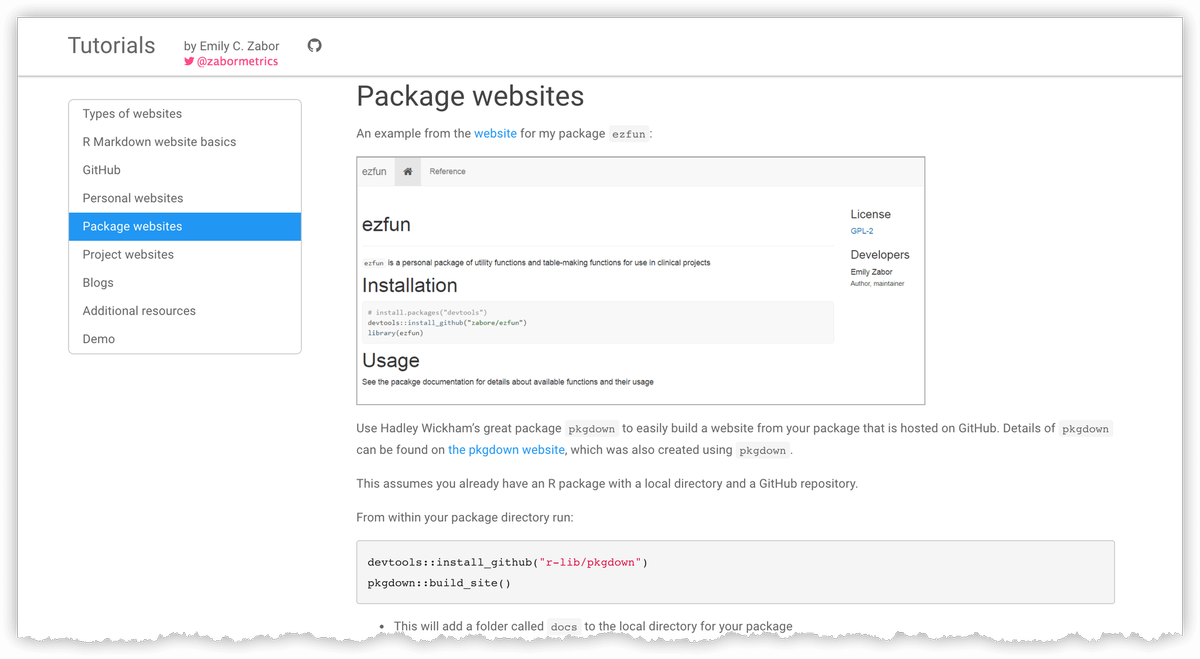 Tutorials
by Emily C. Zabor
@zabormetrics
Types of websites
R Markdown website basics
GitHub
Personal websites
Package websites
Project websites
Blogs
Additional resources
Demo
Package websites
An example from the website for my package ezfun:
ezfun
Reference
ezfun
ezfun is a personal package of utility functions and table-making functions for use in clinical projects
Installation
# install.packages("devtools")
devtools::install_github("zabore/ezfun")
library(ezfun)
Usage
See the pacakge documentation for details about available functions and their usage
License
GPL-2
Developers
Emily Zabor
Author, maintainer
Use Hadley Wickham's great package pkgdown to easily build a website from your package that is hosted on GitHub. Details of pkgdown
can be found on the pkgdown website, which was also created using pkgdown.
This assumes you already have an R package with a local directory and a GitHub repository.
From within your package directory run:
devtools::install_github("r-lib/pkgdown")
pkgdown::build_site()
• This will add a folder called docs to the local directory for your package